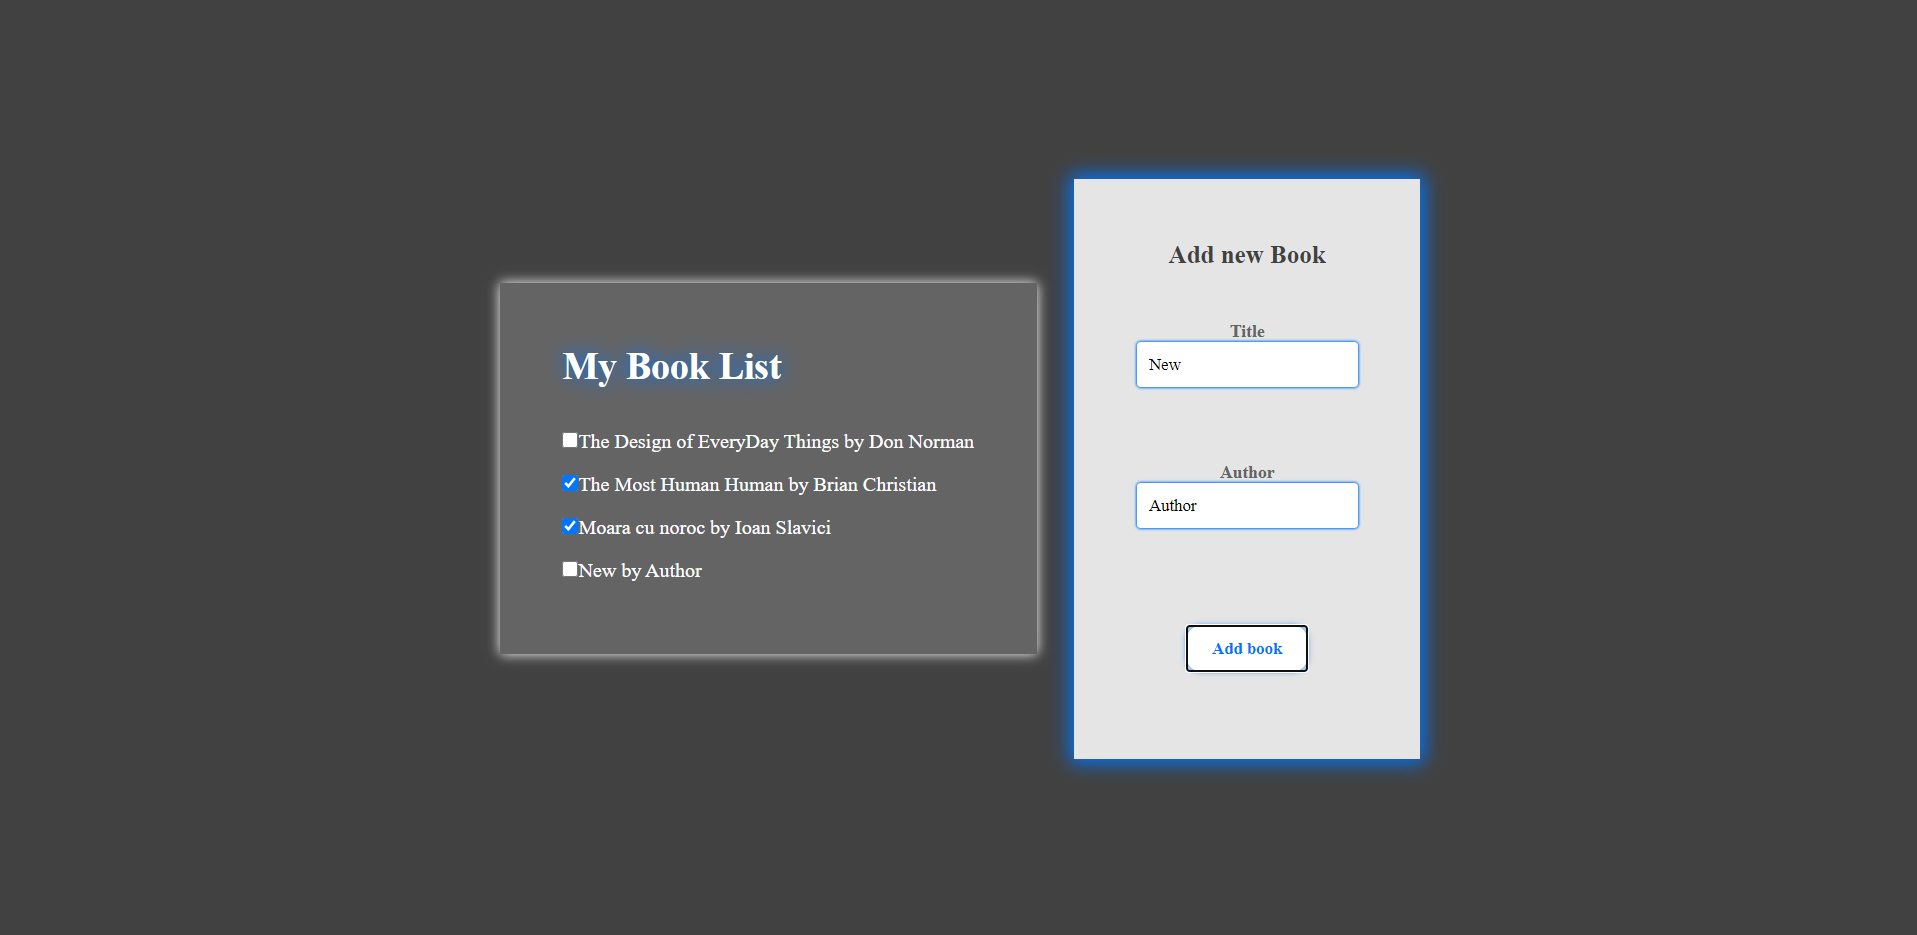 My Book List
The Design of EveryDay Things by Don Norman
The Most Human Human by Brian Christian
Moara cu noroc by Ioan Slavici
New by Author
Add new Book
Title
New
Author
Author
Add book